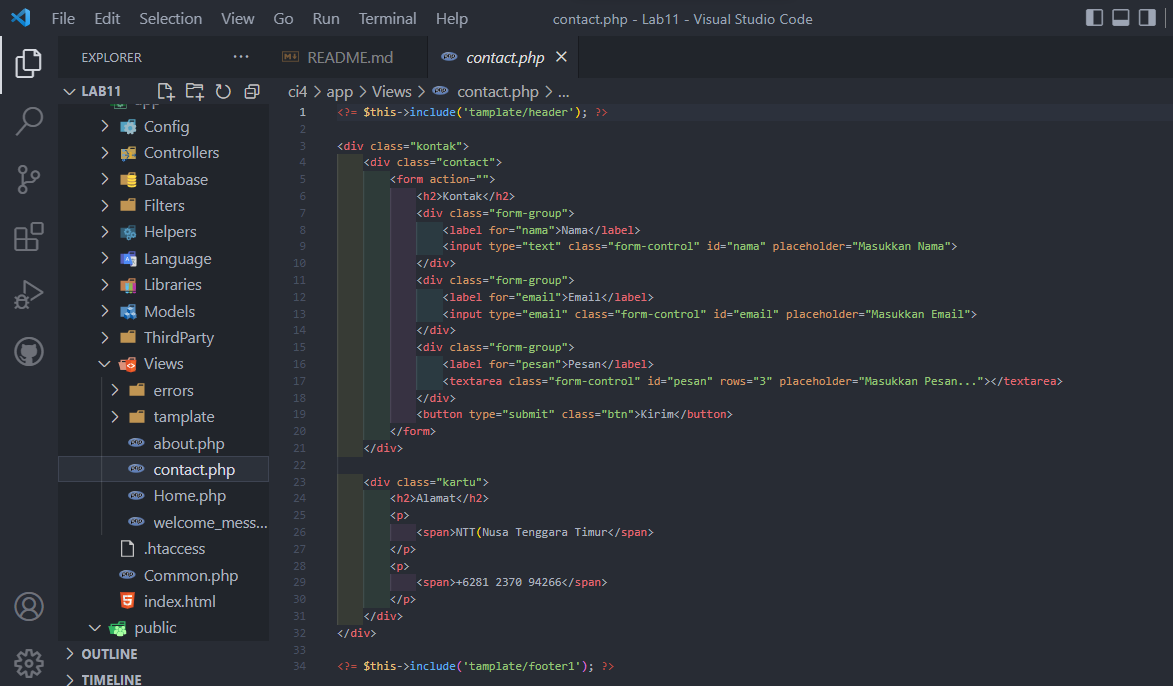 File Edit Selection View Go Run Terminal Help contact.php - Lab11 - Visual Studio Code
EXPLORER ...
LAB11
app
Config
Controllers
Database
Filters
Helpers
Language
Libraries
Models
ThirdParty
Views
errors
tamplate
about.php
contact.php
Home.php
welcome_mess...
.htaccess
Common.php
index.html
public
OUTLINE
TIMELINE
README.md contact.php
ci4 > app > Views > contact.php > ...
1 <?= $this->include('tamplate/header'); ?>
2
3 <div class="kontak">
4 <div class="contact">
5 <form action="">
6 <h2>Kontak</h2>
7 <div class="form-group">
8 <label for="nama">Nama</label>
9 <input type="text" class="form-control" id="nama" placeholder="Masukkan Nama">
10 </div>
11 <div class="form-group">
12 <label for="email">Email</label>
13 <input type="email" class="form-control" id="email" placeholder="Masukkan Email">
14 </div>
15 <div class="form-group">
16 <label for="pesan">Pesan</label>
17 <textarea class="form-control" id="pesan" rows="3" placeholder="Masukkan Pesan..."></textarea>
18 </div>
19 <button type="submit" class="btn">Kirim</button>
20 </form>
21 </div>
22
23 <div class="kartu">
24 <h2>Alamat</h2>
25 <p>
26 <span>NTT(Nusa Tenggara Timur</span>
27 </p>
28 <p>
29 <span>+6281 2370 94266</span>
30 </p>
31 </div>
32 </div>
33
34 <?= $this->include('tamplate/footer1'); ?>